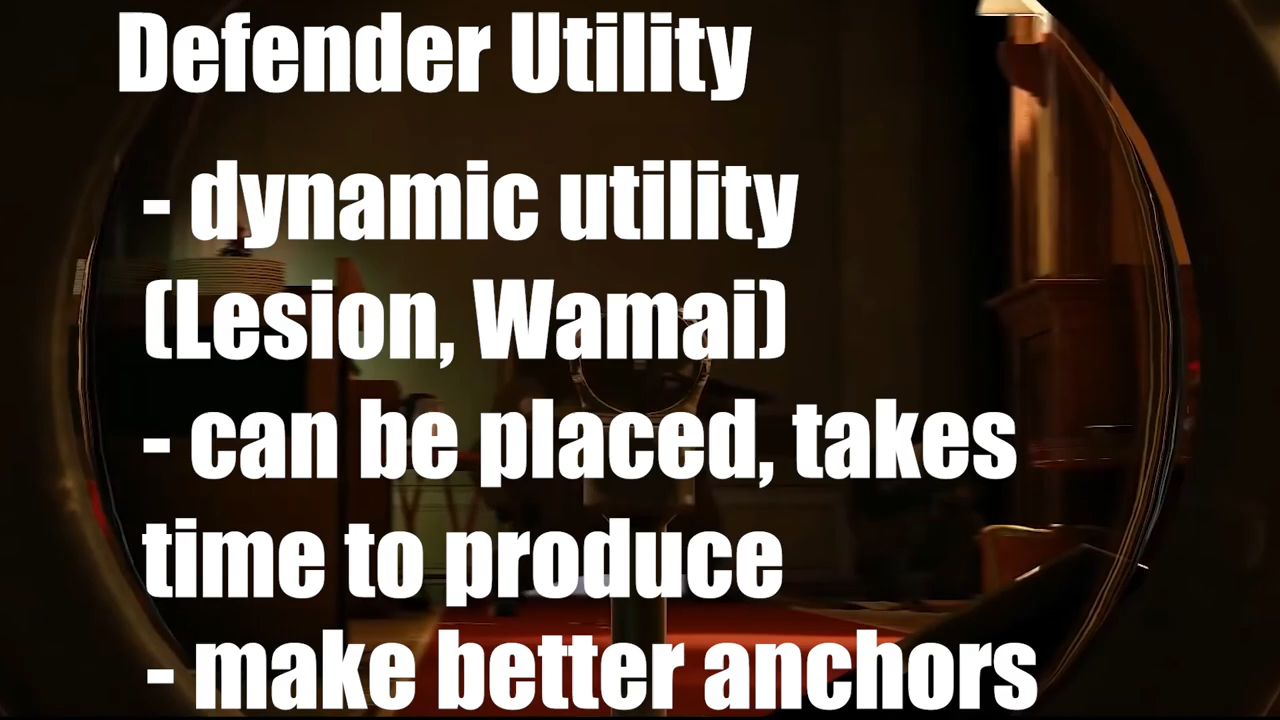 Defender Utility
- dynamic utility
(Lesion, Wamai)
- can be placed, takes
time to produce
- make better anchors